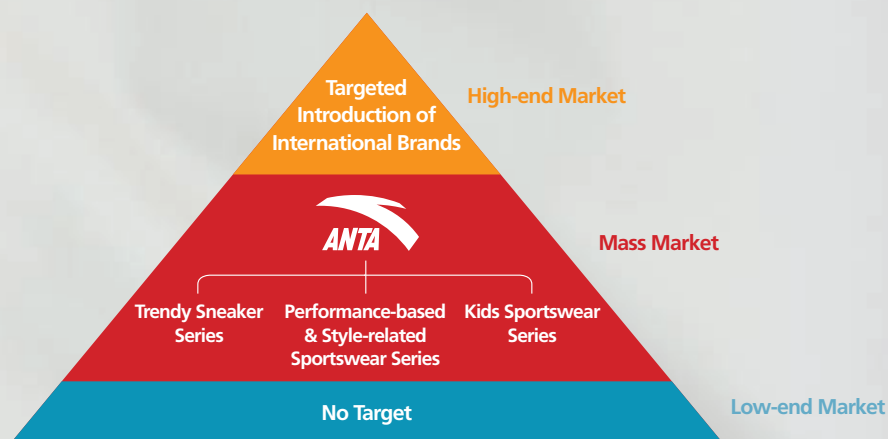 Targeted
Introduction of
International Brands
High-end Market
ANTA
Mass Market
Trendy Sneaker
Series
Performance-based
& Style-related
Sportswear Series
Kids Sportswear
Series
No Target
Low-end Market